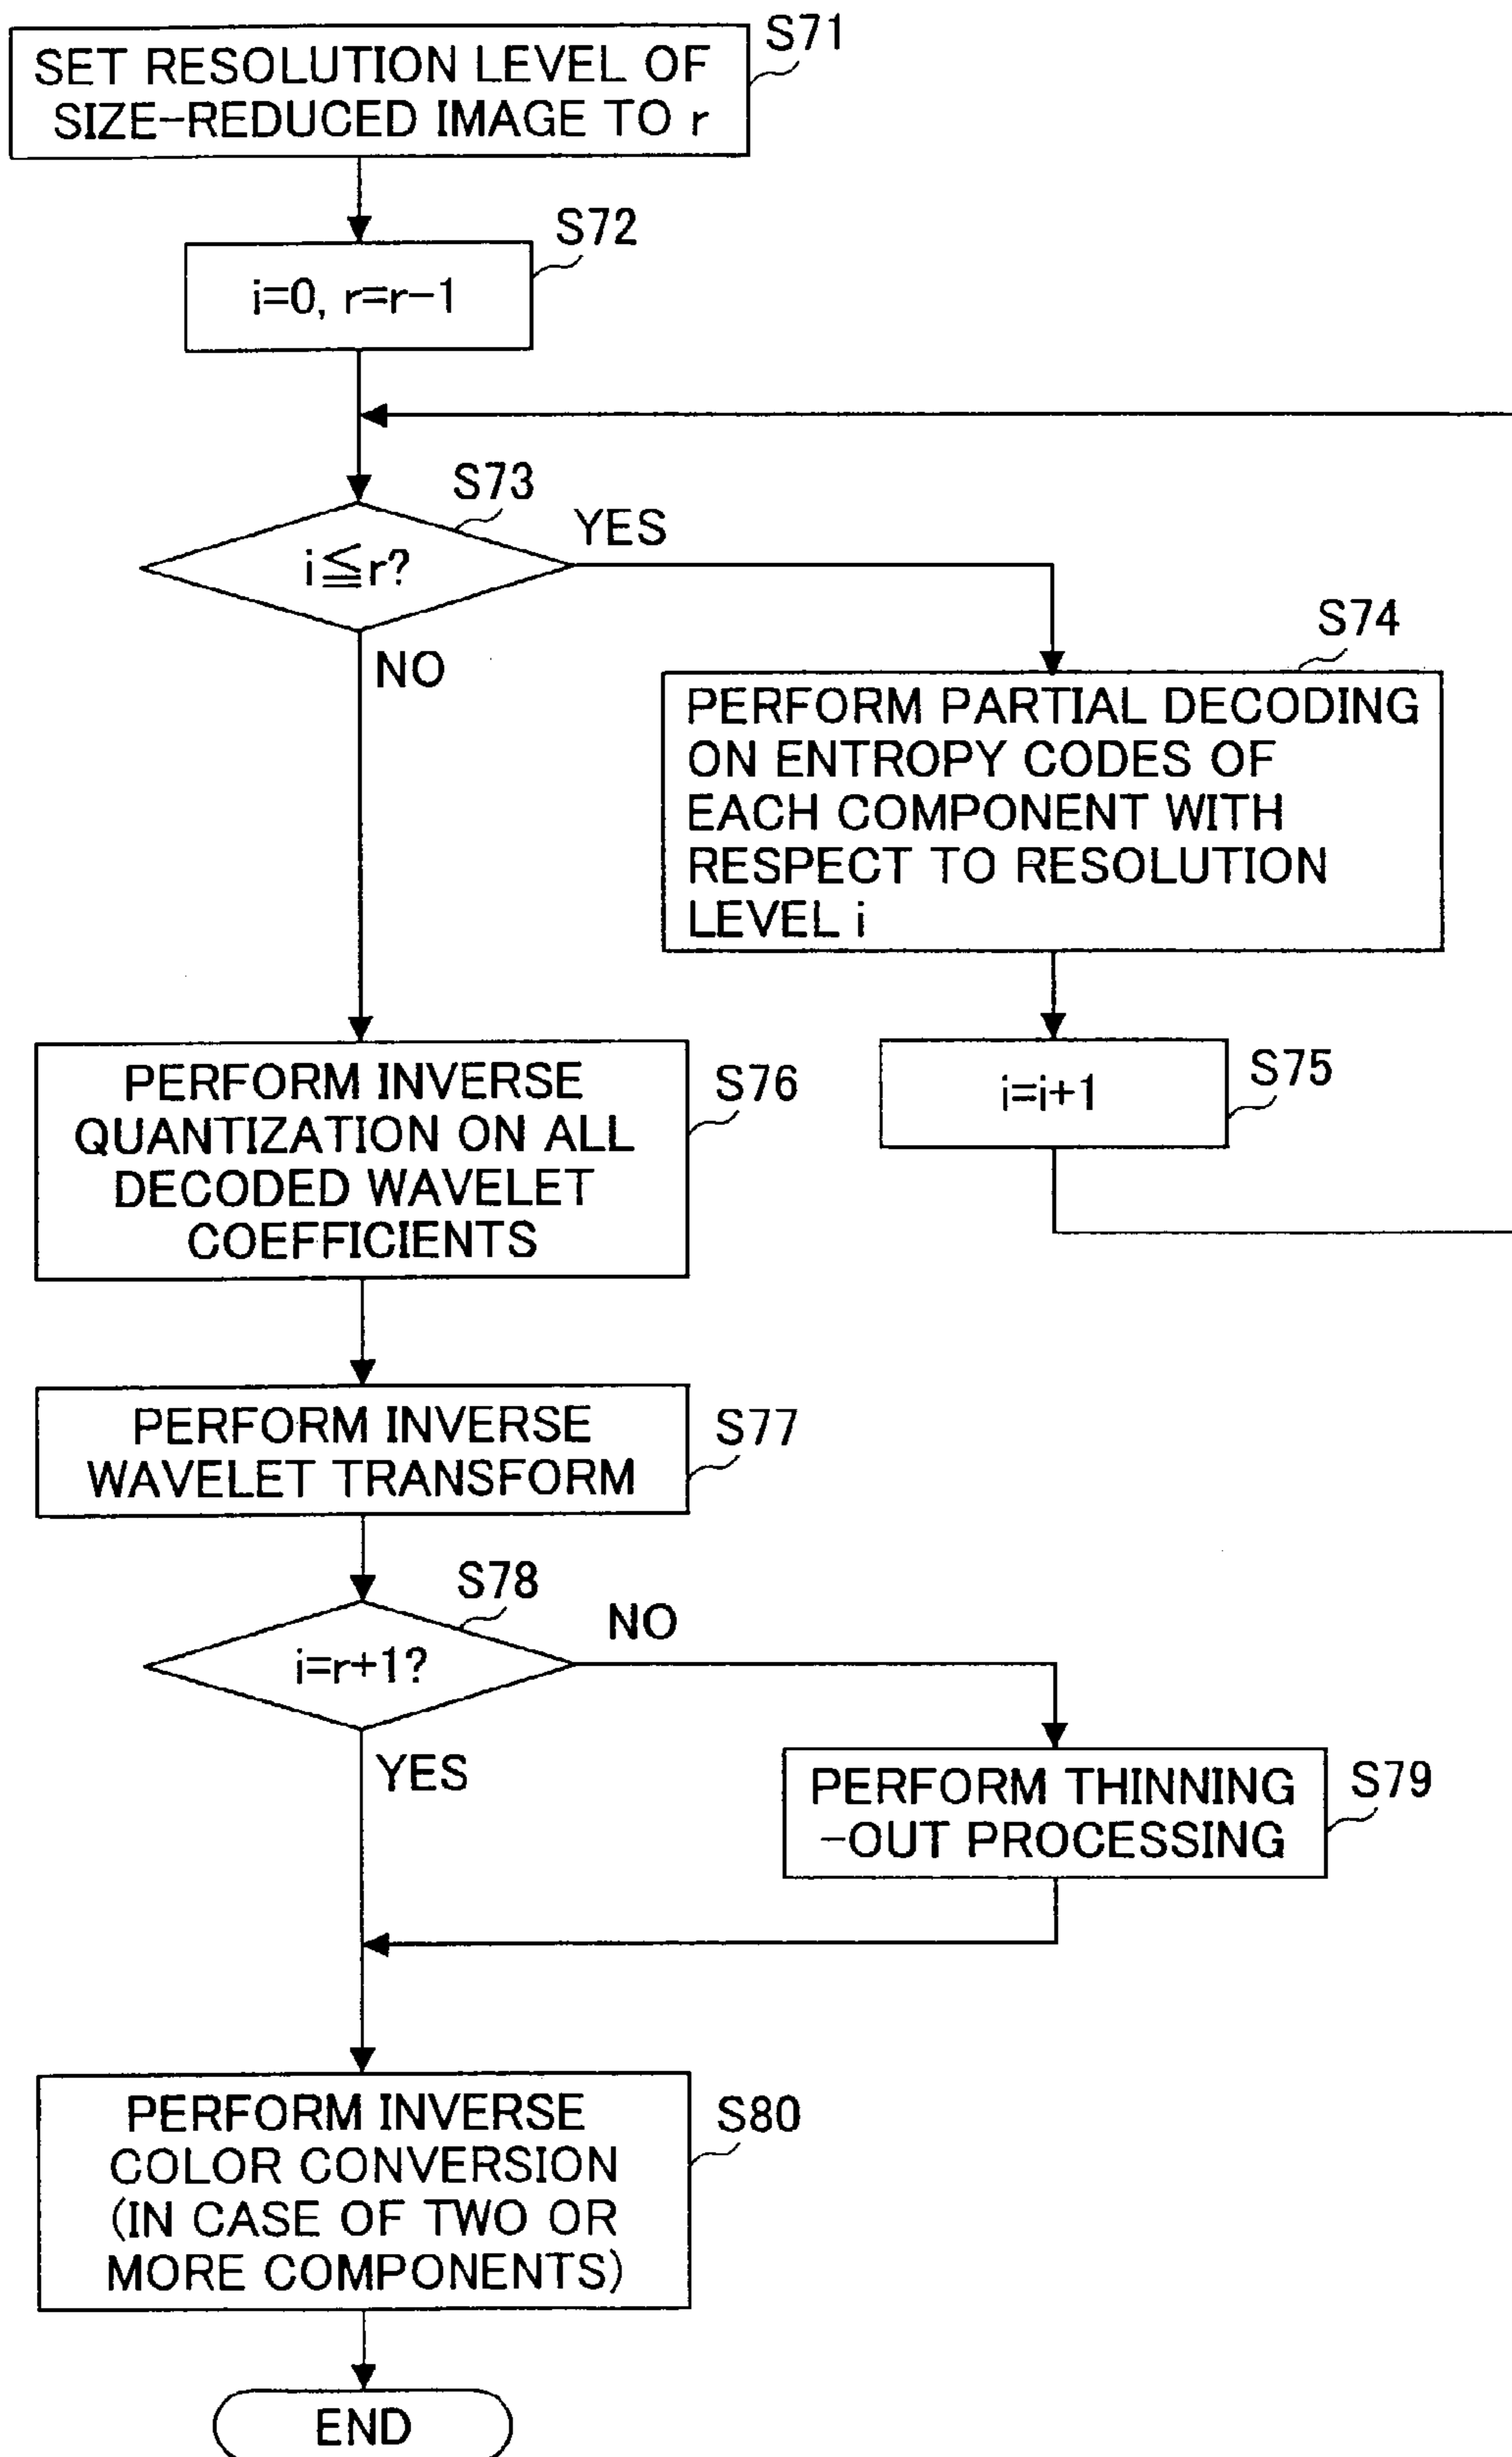 S71
SET RESOLUTION LEVEL OF
SIZE-REDUCED IMAGE TO r
S72
i=0, r=r-1
S73
i≦r?
YES
NO
S74
PERFORM PARTIAL DECODING
ON ENTROPY CODES OF
EACH COMPONENT WITH
RESPECT TO RESOLUTION
LEVEL i
S75
i=i+1
S76
PERFORM INVERSE
QUANTIZATION ON ALL
DECODED WAVELET
COEFFICIENTS
S77
PERFORM INVERSE
WAVELET TRANSFORM
S78
i=r+1?
NO
YES
S79
PERFORM THINNING
-OUT PROCESSING
S80
PERFORM INVERSE
COLOR CONVERSION
(IN CASE OF TWO OR
MORE COMPONENTS)
END